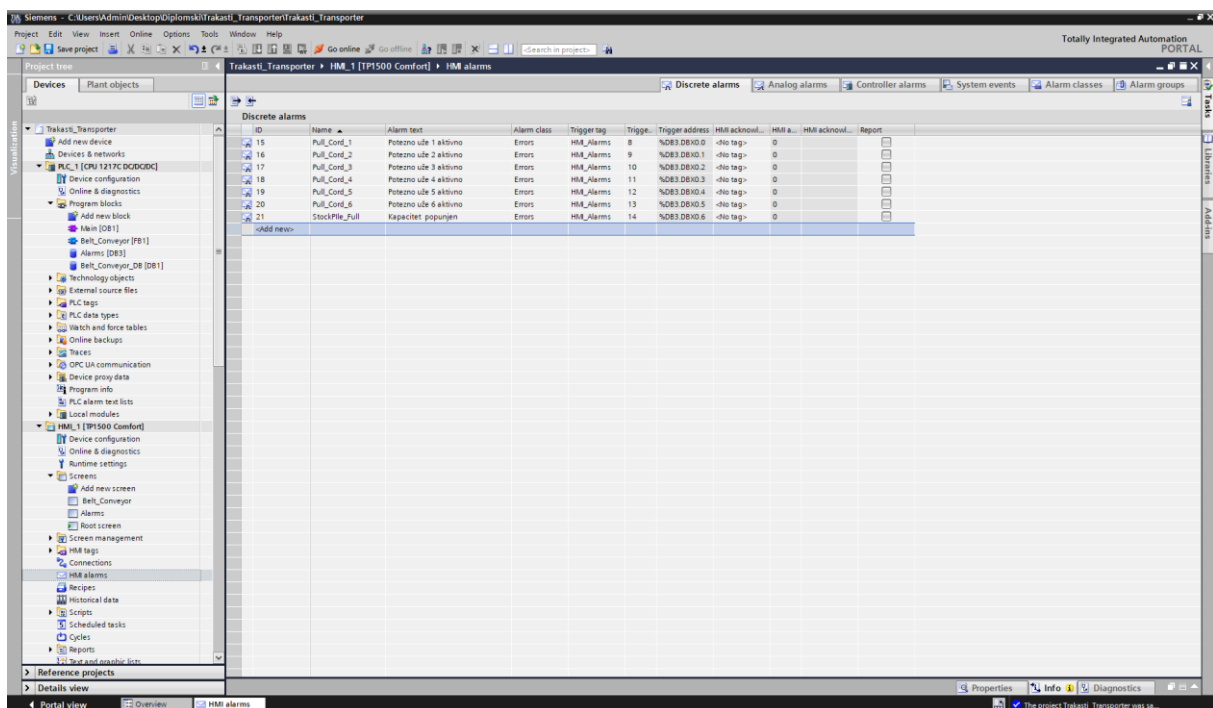 Siemens - C:\Users\Admin\Desktop\Diplomski\Trakasti_Transporter\Trakasti_Transporter
Project Edit View Insert Online Options Tools Window Help
Totally Integrated Automation
PORTAL
Save project Go online Go offline <Search in project>
Project tree
Trakasti_Transporter HMI_1 [TP1500 Comfort] HMI alarms
Devices Plant objects
Discrete alarms Analog alarms Controller alarms System events Alarm classes Alarm groups
Discrete alarms
ID Name Alarm text Alarm class Trigger tag Trigge.. Trigger address HMI acknowl... HMI a... HMI acknowl... Report
15 Pull_Cord_1 Potezno uže 1 aktivno Errors HMI_Alarms 8 %DB3.DBX0.0 <No tag> 0
16 Pull_Cord_2 Potezno uže 2 aktivno Errors HMI_Alarms 9 %DB3.DBX0.1 <No tag> 0
17 Pull_Cord_3 Potezno uže 3 aktivno Errors HMI_Alarms 10 %DB3.DBX0.2 <No tag> 0
18 Pull_Cord_4 Potezno uže 4 aktivno Errors HMI_Alarms 11 %DB3.DBX0.3 <No tag> 0
19 Pull_Cord_5 Potezno uže 5 aktivno Errors HMI_Alarms 12 %DB3.DBX0.4 <No tag> 0
20 Pull_Cord_6 Potezno uže 6 aktivno Errors HMI_Alarms 13 %DB3.DBX0.5 <No tag> 0
21 StockPile_Full Kapacitet popunjen Errors HMI_Alarms 14 %DB3.DBX0.6 <No tag> 0
<Add new>
Trakasti_Transporter
Add new device
Devices & networks
PLC_1 [CPU 1217C DC/DC/DC]
Device configuration
Online & diagnostics
Program blocks
Add new block
Main [OB1]
Belt_Conveyor [FB1]
Alarms [DB3]
Belt_Conveyor_DB [DB1]
Technology objects
External source files
PLC tags
PLC data types
Watch and force tables
Online backups
Traces
OPC UA communication
Device proxy data
Program info
PLC alarm text lists
Local modules
HMI_1 [TP1500 Comfort]
Device configuration
Online & diagnostics
Runtime settings
Screens
Add new screen
Belt_Conveyor
Alarms
Root screen
Screen management
HMI tags
Connections
HMI alarms
Recipes
Historical data
Scripts
Scheduled tasks
Cycles
Reports
Text and graphic lists
Reference projects
Details view
Visualization
Tasks
Libraries
Add-ins
Properties Info Diagnostics
Portal view Overview HMI alarms The project Trakasti_Transporter was sa...